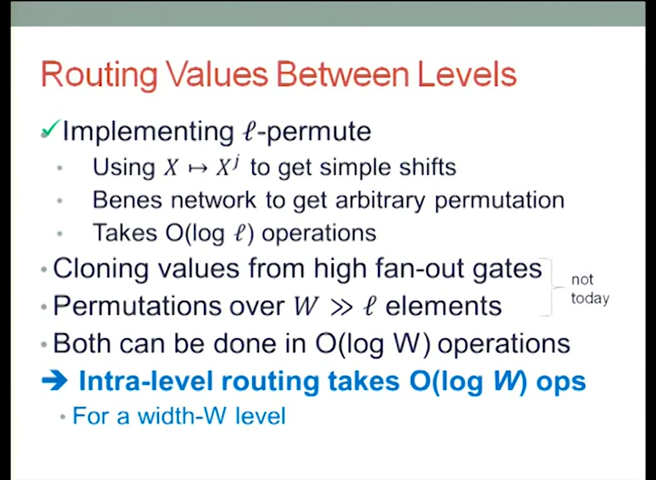 Routing Values Between Levels
✓Implementing ℓ-permute
• Using X ↦ X^j to get simple shifts
• Benes network to get arbitrary permutation
• Takes O(log ℓ) operations
•Cloning values from high fan-out gates
•Permutations over W ≫ ℓ elements
not
today
•Both can be done in O(log W) operations
➔ Intra-level routing takes O(log W) ops
• For a width-W level